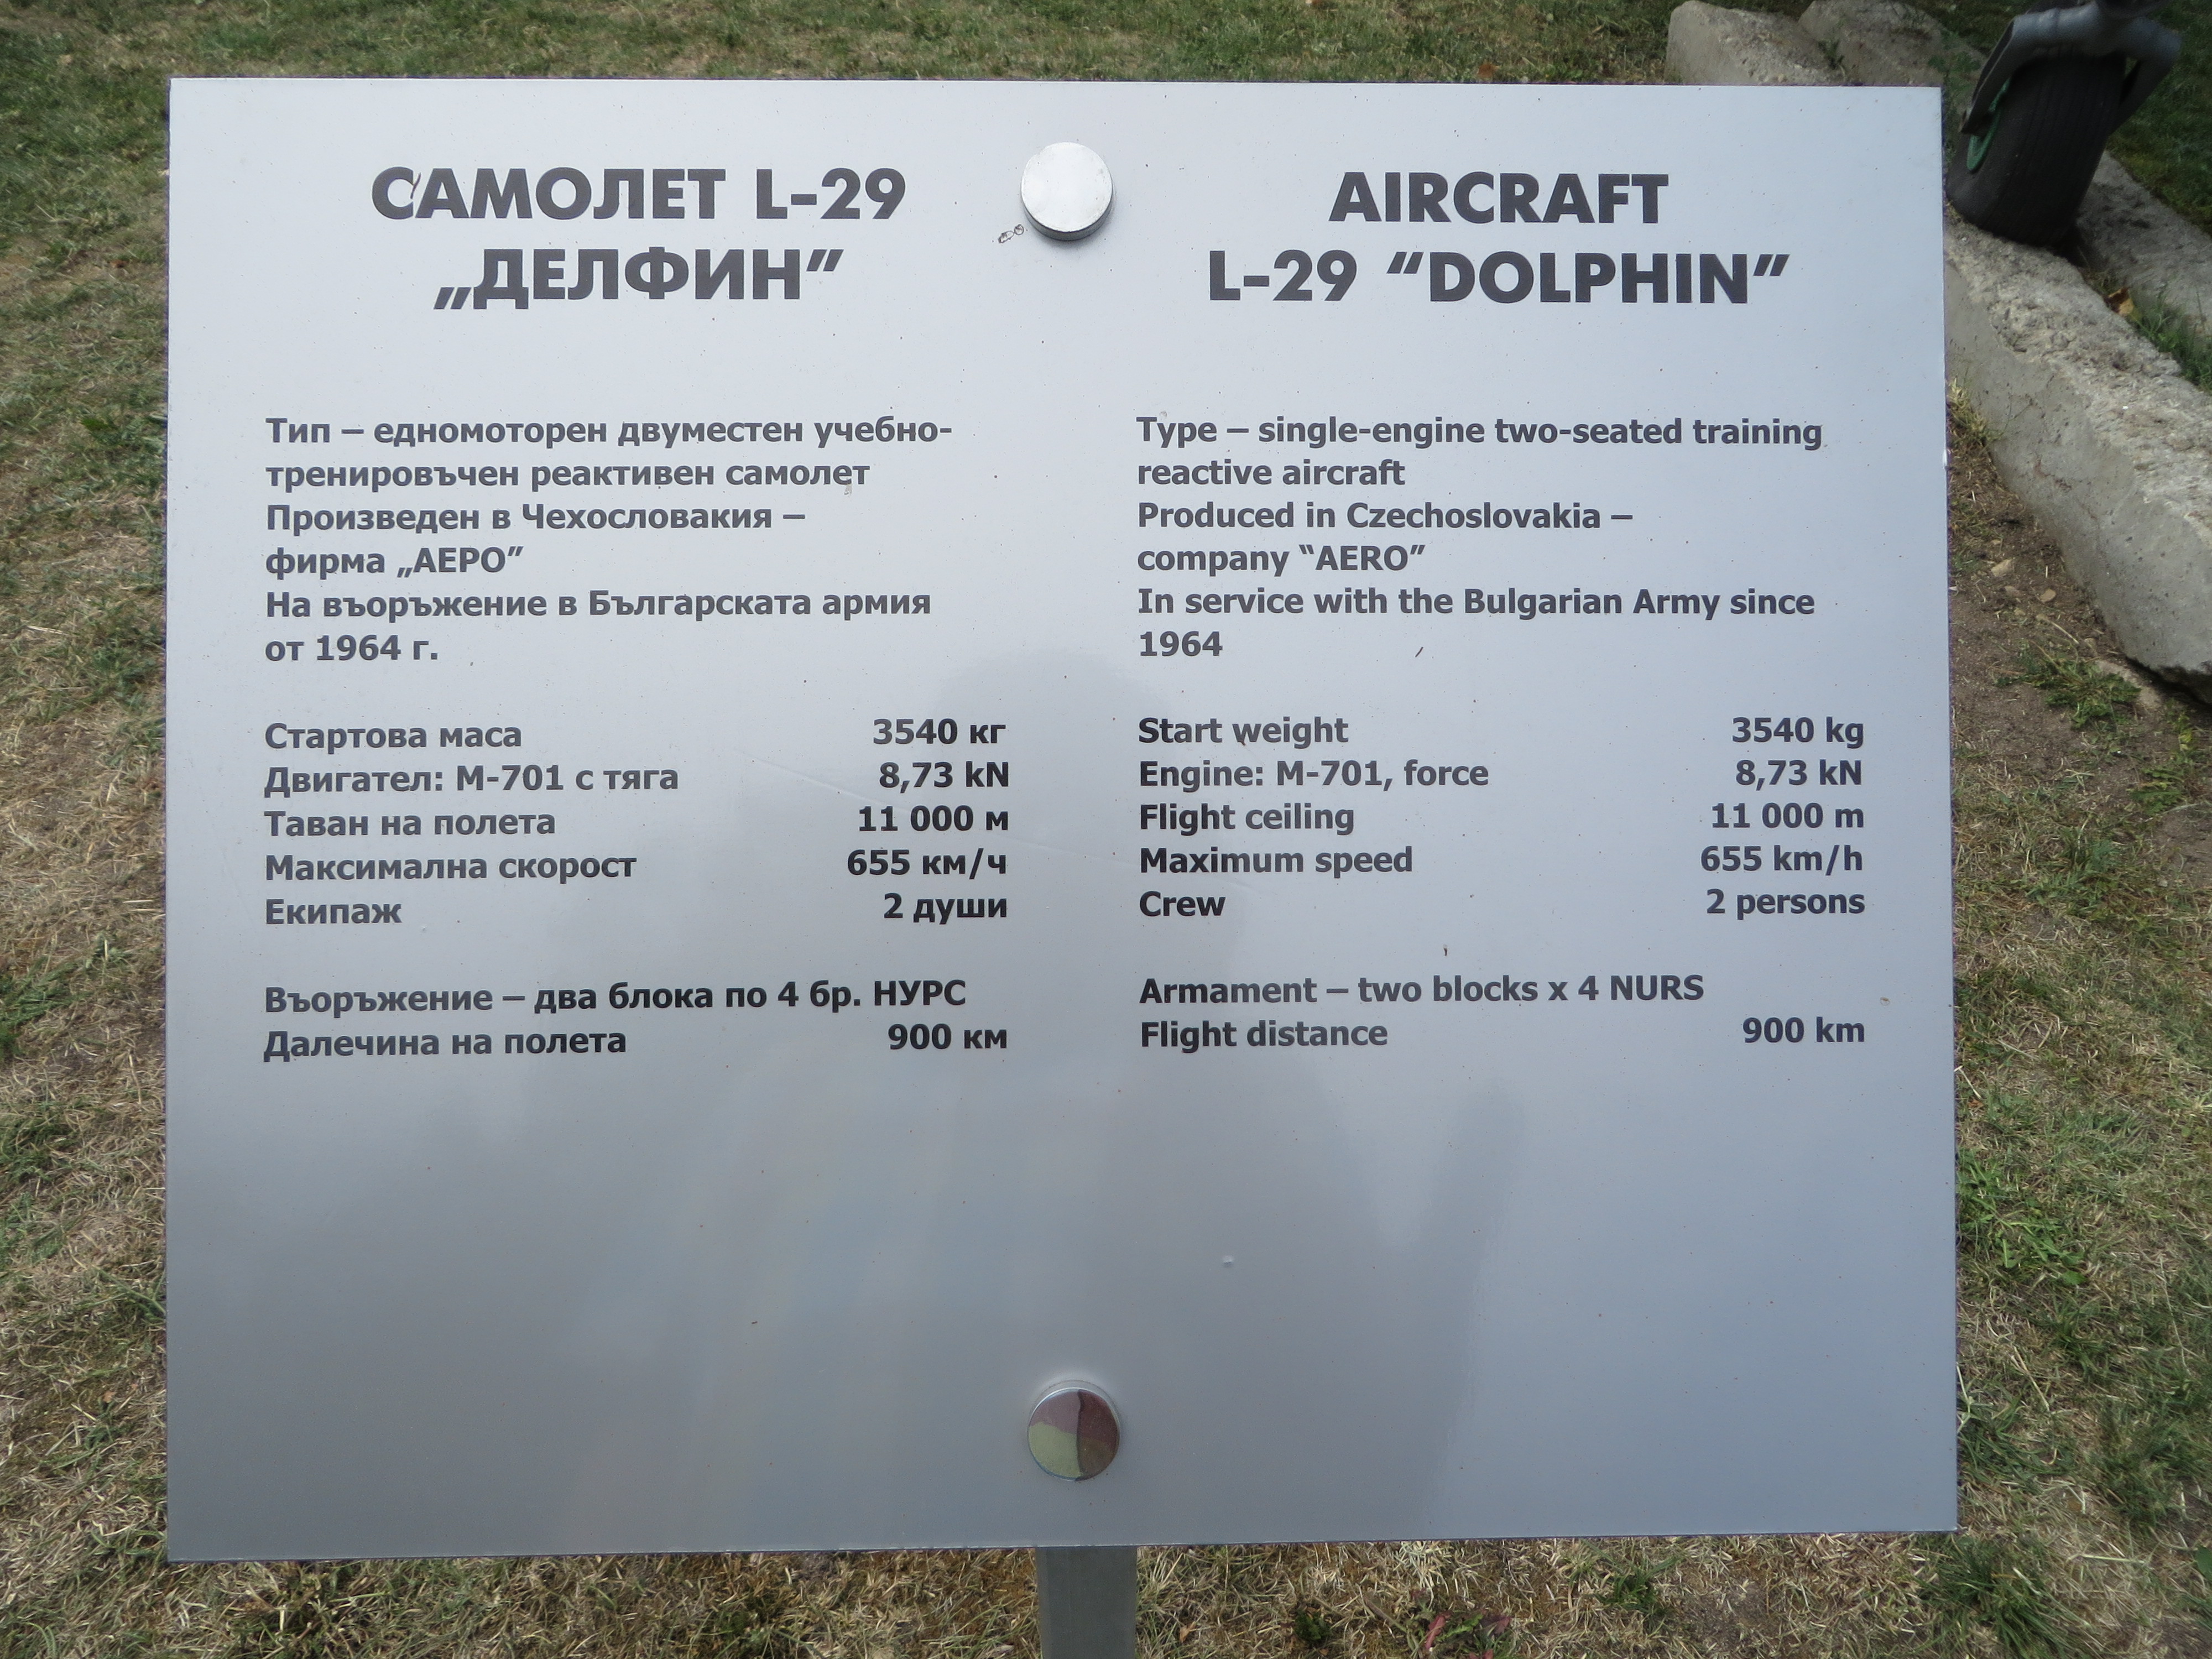 САМОЛЕТ L-29
„ДЕЛФИН”
Тип – едномоторен двуместен учебно-
тренировъчен реактивен самолет
Произведен в Чехословакия –
фирма „АЕРО”
На въоръжение в Българската армия
от 1964 г.
Стартова маса 3540 кг
Двигател: М-701 с тяга 8,73 kN
Таван на полета 11 000 м
Максимална скорост 655 км/ч
Екипаж 2 души
Въоръжение – два блока по 4 бр. НУРС
Далечина на полета 900 км
AIRCRAFT
L-29 “DOLPHIN”
Type – single-engine two-seated training
reactive aircraft
Produced in Czechoslovakia –
company “AERO”
In service with the Bulgarian Army since
1964
Start weight 3540 kg
Engine: M-701, force 8,73 kN
Flight ceiling 11 000 m
Maximum speed 655 km/h
Crew 2 persons
Armament – two blocks x 4 NURS
Flight distance 900 km